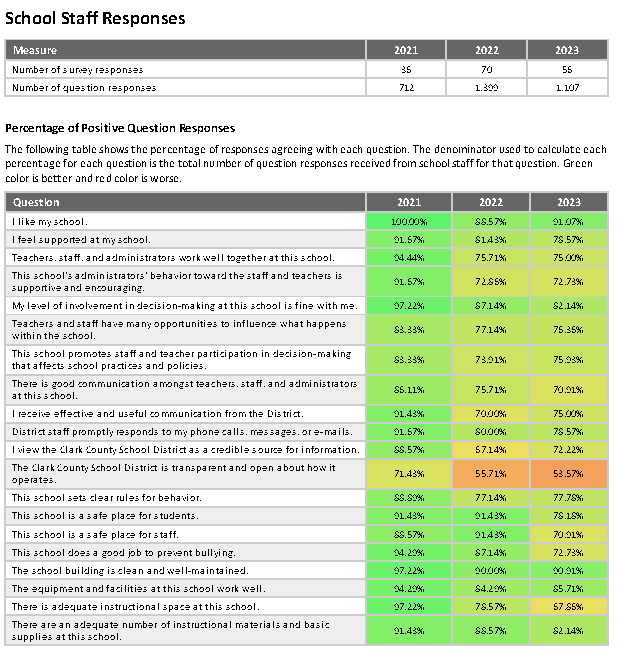 School Staff Responses
Measure 2021 2022 2023
Number of survey responses 36 70 56
Number of question responses 712 1,399 1,107
Percentage of Positive Question Responses
The following table shows the percentage of responses agreeing with each question. The denominator used to calculate each
percentage for each question is the total number of question responses received from school staff for that question. Green
color is better and red color is worse.
Question 2021 2022 2023
I like my school. 100.00% 88.57% 91.07%
I feel supported at my school. 91.67% 81.43% 78.57%
Teachers, staff, and administrators work well together at this school. 94.44% 75.71% 75.00%
This school's administrators' behavior toward the staff and teachers is
supportive and encouraging. 91.67% 72.86% 72.73%
My level of involvement in decision-making at this school is fine with me. 97.22% 87.14% 82.14%
Teachers and staff have many opportunities to influence what happens
within the school. 83.33% 77.14% 76.36%
This school promotes staff and teacher participation in decision-making
that affects school practices and policies. 83.33% 73.91% 75.93%
There is good communication amongst teachers, staff, and administrators
at this school. 86.11% 75.71% 70.91%
I receive effective and useful communication from the District. 91.43% 70.00% 75.00%
District staff promptly responds to my phone calls, messages, or e-mails. 91.67% 80.00% 78.57%
I view the Clark County School District as a credible source for information. 88.57% 67.14% 72.22%
The Clark County School District is transparent and open about how it
operates. 71.43% 55.71% 53.57%
This school sets clear rules for behavior. 88.89% 77.14% 77.78%
This school is a safe place for students. 91.43% 91.43% 78.18%
This school is a safe place for staff. 88.57% 91.43% 70.91%
This school does a good job to prevent bullying. 94.29% 87.14% 72.73%
The school building is clean and well-maintained. 97.22% 90.00% 90.91%
The equipment and facilities at this school work well. 94.29% 84.29% 85.71%
There is adequate instructional space at this school. 97.22% 78.57% 67.86%
There are an adequate number of instructional materials and basic
supplies at this school. 91.43% 88.57% 82.14%